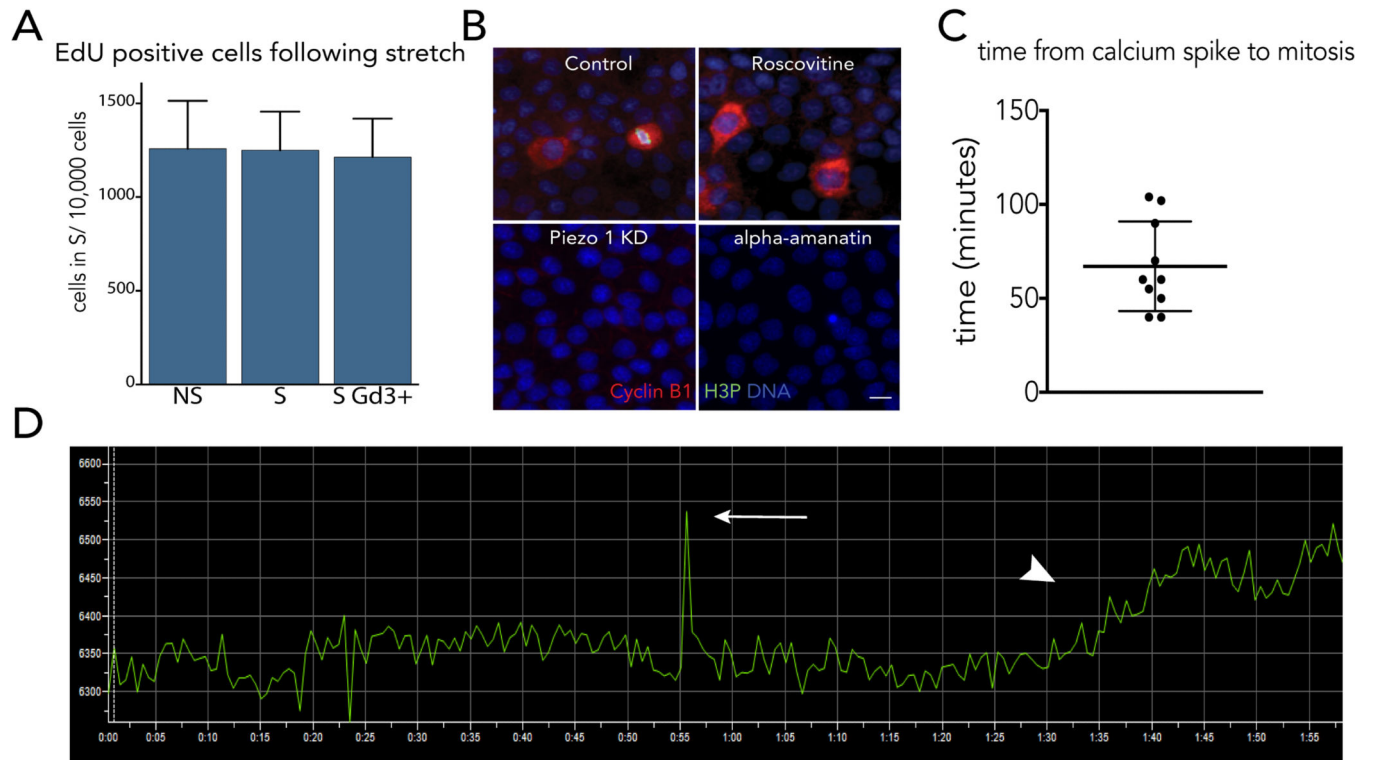 A
EdU positive cells following stretch
cells in S/ 10,000 cells
1500
1000
500
0
NS S S Gd3+
B
Control
Roscovitine
Piezo 1 KD
alpha-amanatin
Cyclin B1 H3P DNA
C
time from calcium spike to mitosis
time (minutes)
150
100
50
0
D
6600
6550
6500
6450
6400
6350
6300
0:00 0:05 0:10 0:15 0:20 0:25 0:30 0:35 0:40 0:45 0:50 0:55 1:00 1:05 1:10 1:15 1:20 1:25 1:30 1:35 1:40 1:45 1:50 1:55